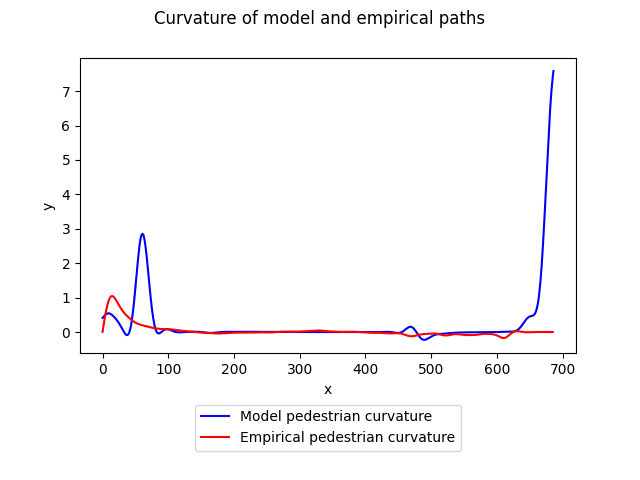 Curvature of model and empirical paths
7
6
5
4
3
2
1
0
y
0 100 200 300 400 500 600 700
x
Model pedestrian curvature
Empirical pedestrian curvature